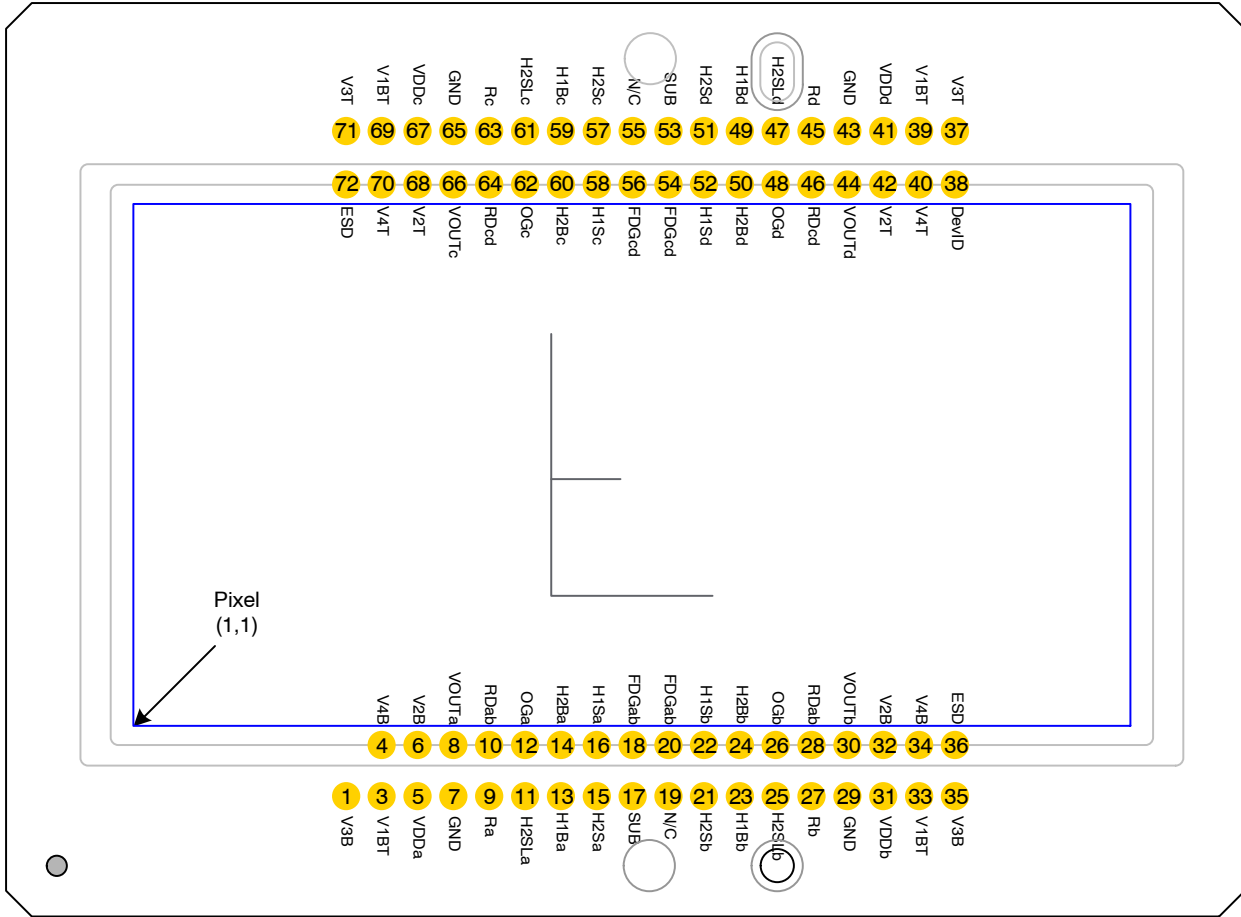 V3T V1BT VDDc GND Rc H2SLc H1Bc H2Sc N/C SUB H2Sd H1Bd H2SLd Rd GND VDDd V1BT V3T
71 69 67 65 63 61 59 57 55 53 51 49 47 45 43 41 39 37
72 70 68 66 64 62 60 58 56 54 52 50 48 46 44 42 40 38
ESD V4T V2T VOUTc RDcd OGc H2Bc H1Sc FDGcd FDGcd H1Sd H2Bd OGd RDcd VOUTd V2T V4T DevID
Pixel
(1,1)
V4B V2B VOUTa RDab OGa H2Ba H1Sa FDGab FDGab H1Sb H2Bb OGb RDab VOUTb V2B V4B ESD
4 6 8 10 12 14 16 18 20 22 24 26 28 30 32 34 36
1 3 5 7 9 11 13 15 17 19 21 23 25 27 29 31 33 35
V3B V1BT VDDa GND Ra H2SLa H1Ba H2Sa SUB N/C H2Sb H1Bb H2SLb Rb GND VDDb V1BT V3B